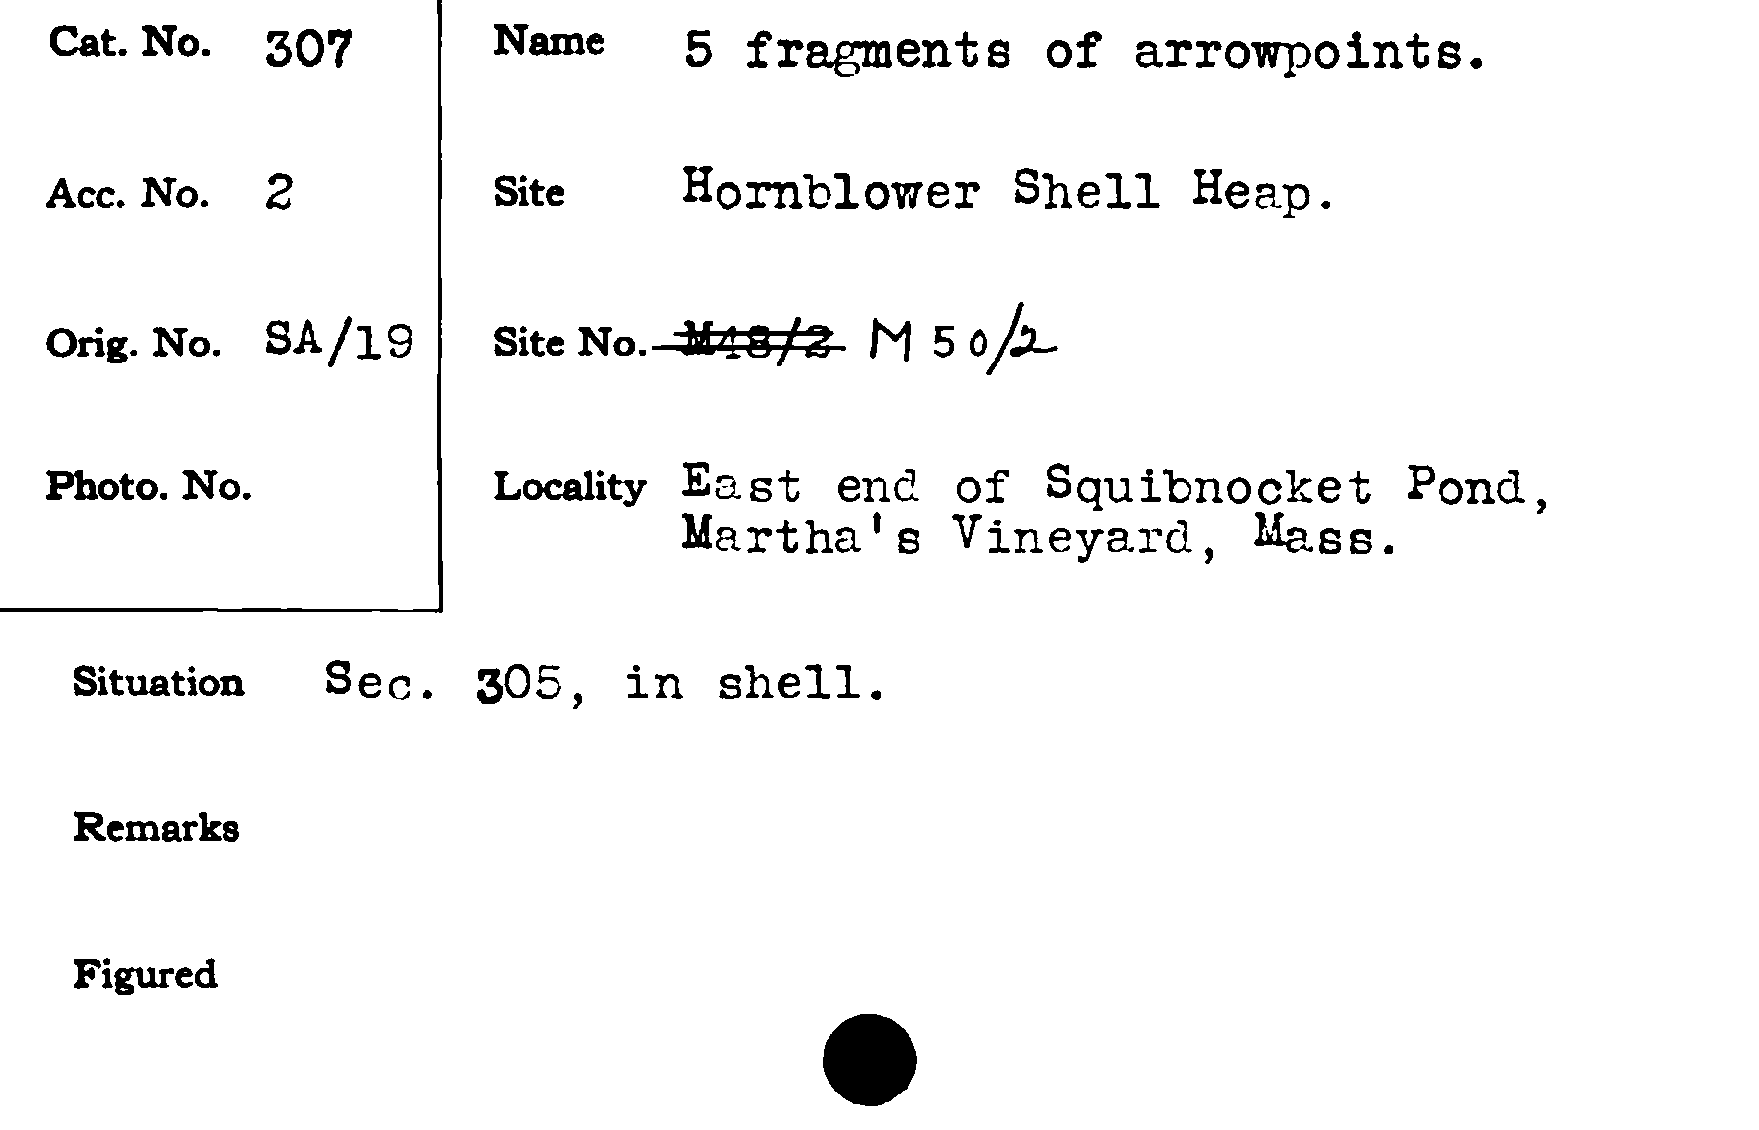 Cat. No. 307
Name 5 fragments of arrowpoints.
Acc. No. 2
Site Hornblower Shell Heap.
Orig. No. SA/19
Site No. M48/2 M 50/2
Photo. No.
Locality East end of Squibnocket Pond,
Martha's Vineyard, Mass.
Situation Sec. 305, in shell.
Remarks
Figured